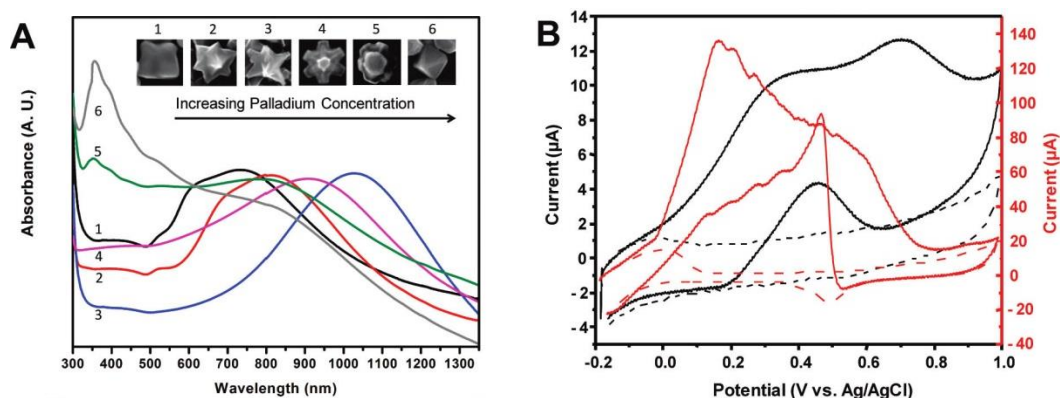 A
1 2 3 4 5 6
Increasing Palladium Concentration
6
5
1
4
2
3
Absorbance (A. U.)
300 400 500 600 700 800 900 1000 1100 1200 1300
Wavelength (nm)
B
14
12
10
8
6
4
2
0
- 2
- 4
Current (µA)
140
120
100
80
60
40
20
0
- 20
- 40
Current (µA)
-0.2 0.0 0.2 0.4 0.6 0.8 1.0
Potential (V vs. Ag/AgCl)